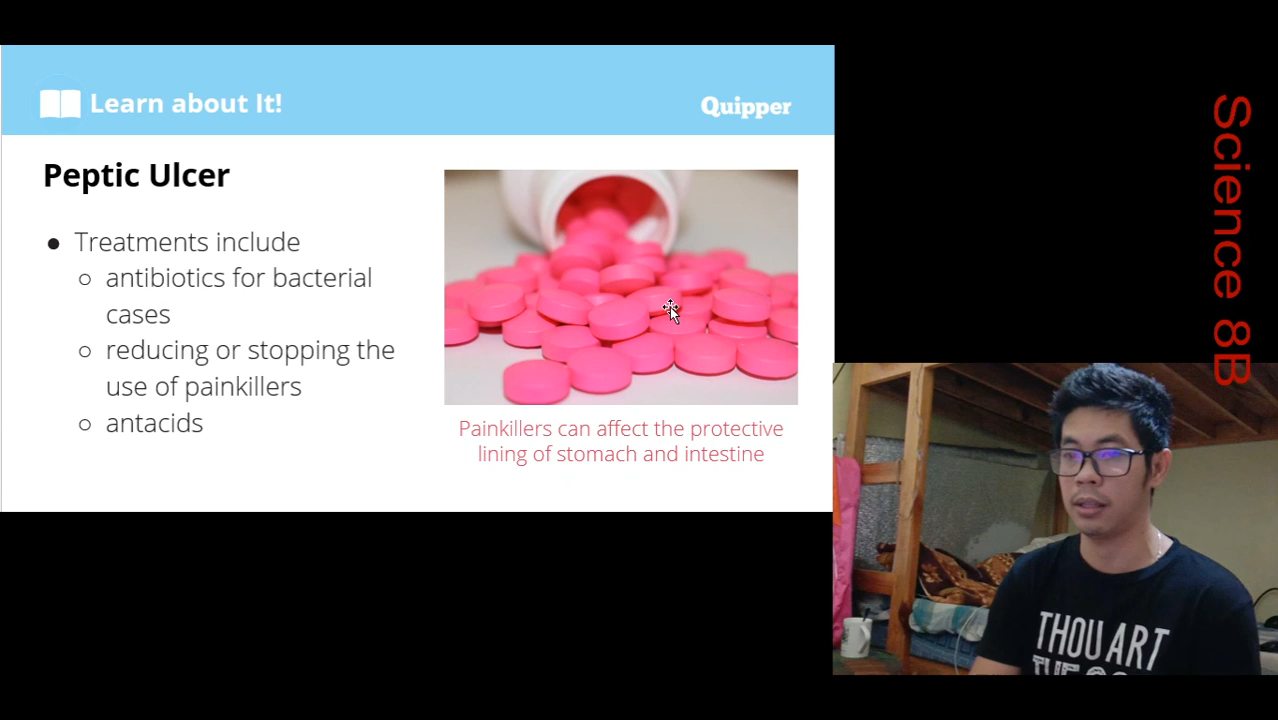 Learn about It!
Quipper
Peptic Ulcer
● Treatments include
○ antibiotics for bacterial
cases
○ reducing or stopping the
use of painkillers
○ antacids
Painkillers can affect the protective
lining of stomach and intestine
Science 8B
THOU ART